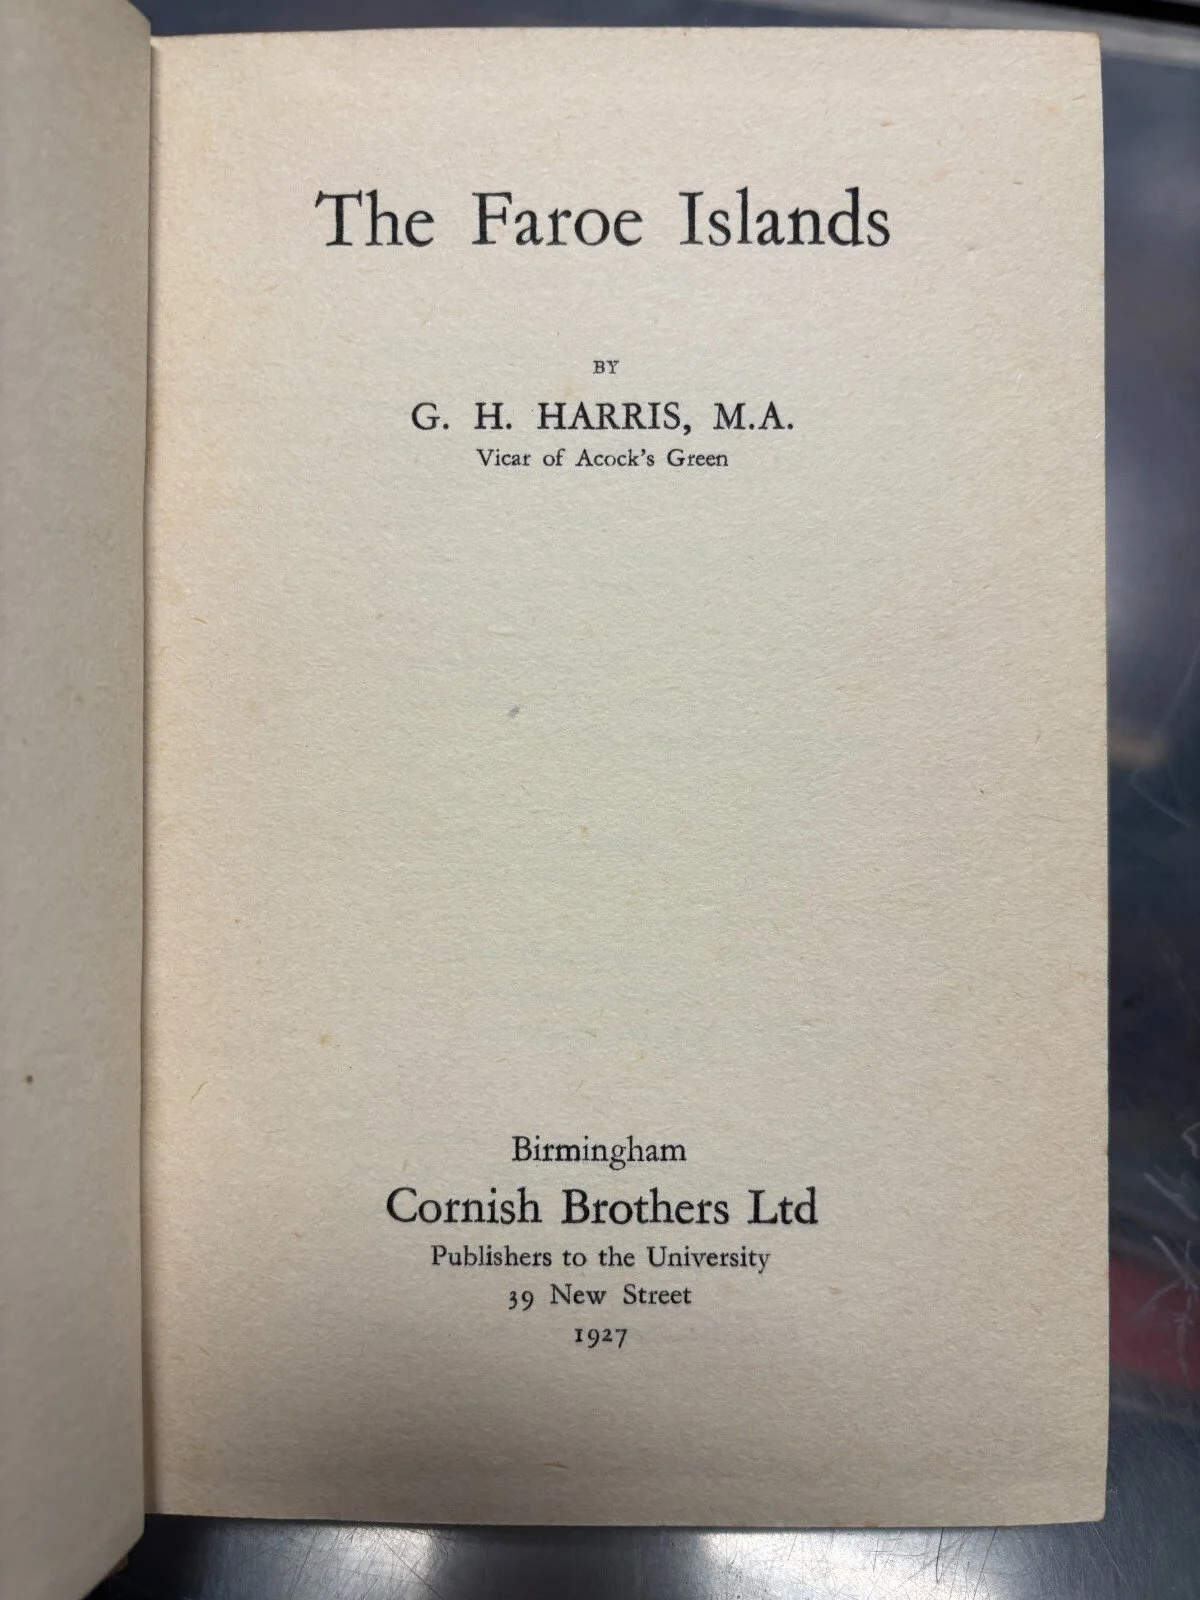 The Faroe Islands
BY
G. H. HARRIS, M.A.
Vicar of Acock's Green
Birmingham
Cornish Brothers Ltd
Publishers to the University
39 New Street
1927